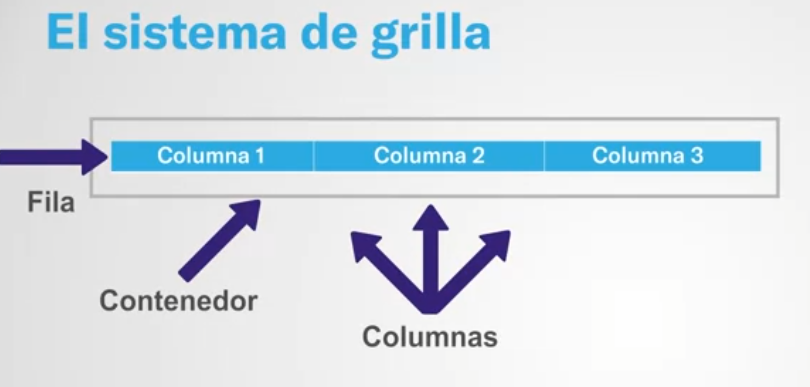 El sistema de grilla
Columna 1
Columna 2
Columna 3
Fila
Contenedor
Columnas